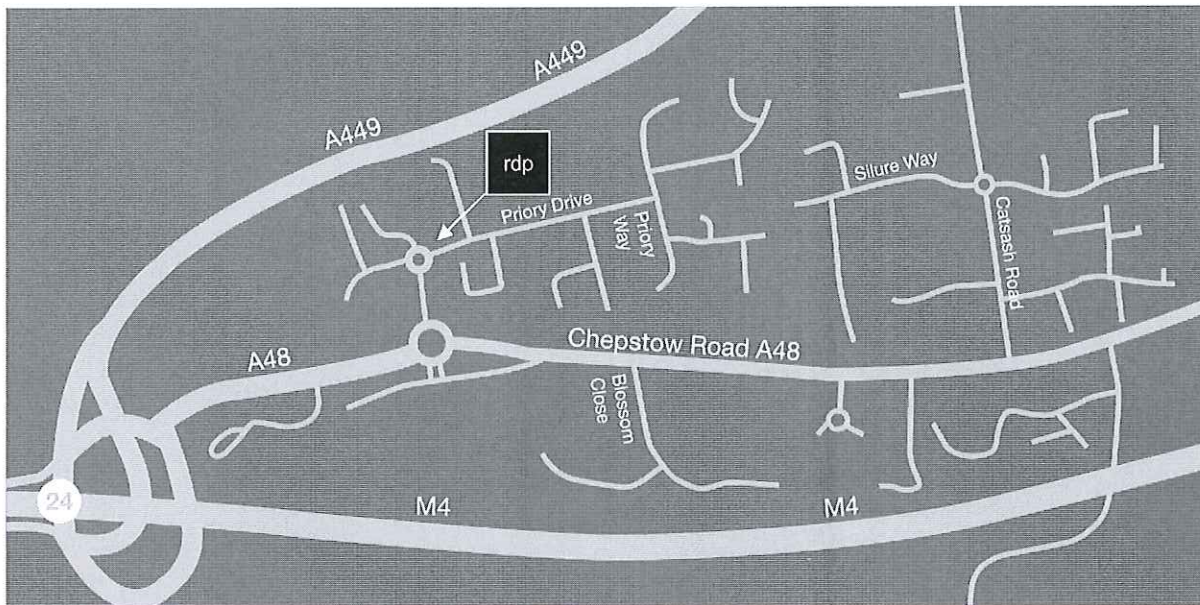 A449
A449
rdp
Priory Drive
Priory
Way
Silure Way
Catsash Road
A48
Chepstow Road A48
Blossom
Close
24
M4
M4